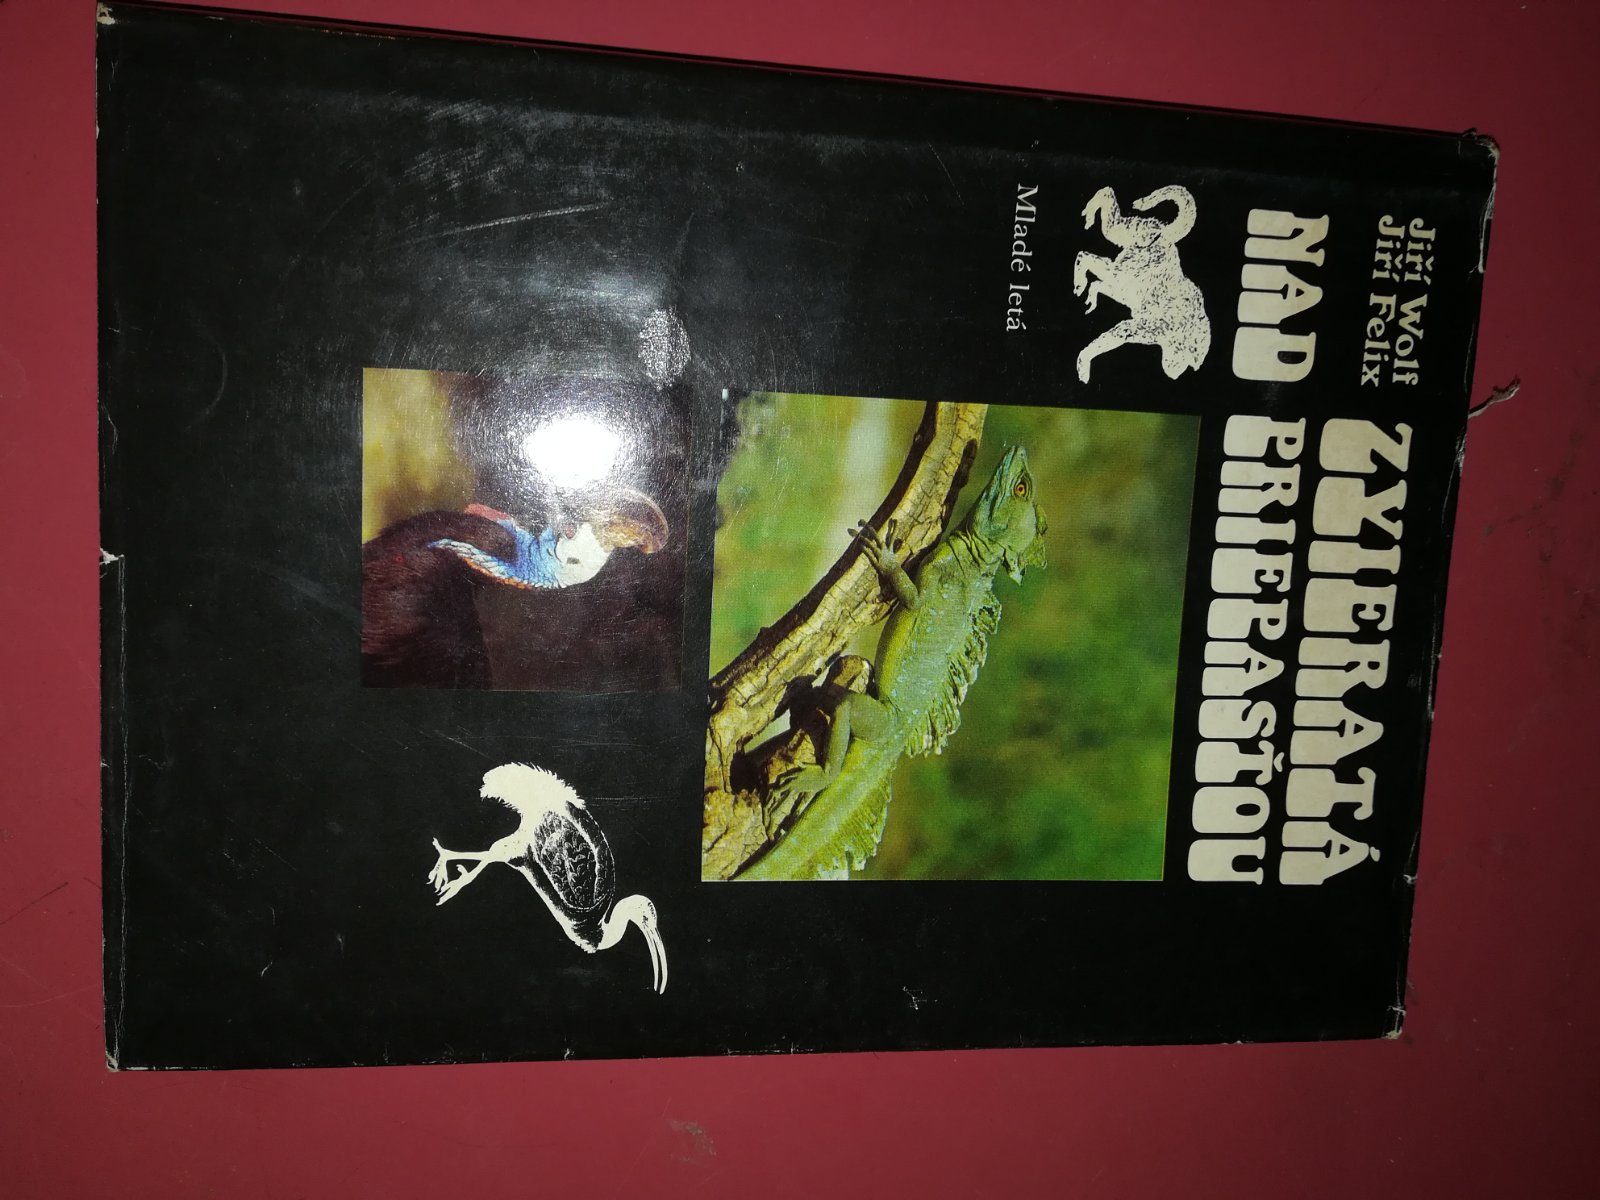 Jiří Wolf
Jiří Felix
ZVIERATÁ
NAD PRIEPASŤOU
Mladé letá